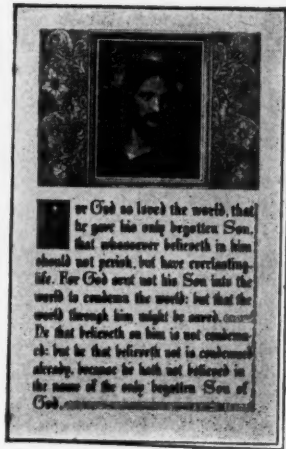 For God so loved the world, that
he gave his only begotten Son,
that whosoever believeth in him
should not perish, but have everlasting
life. For God sent not his Son into the
world to condemn the world: but that the
world through him might be saved.
He that believeth on him is not condemn-
ed: but he that believeth not is condemned
already, because he hath not believed in
the name of the only begotten Son of
God.